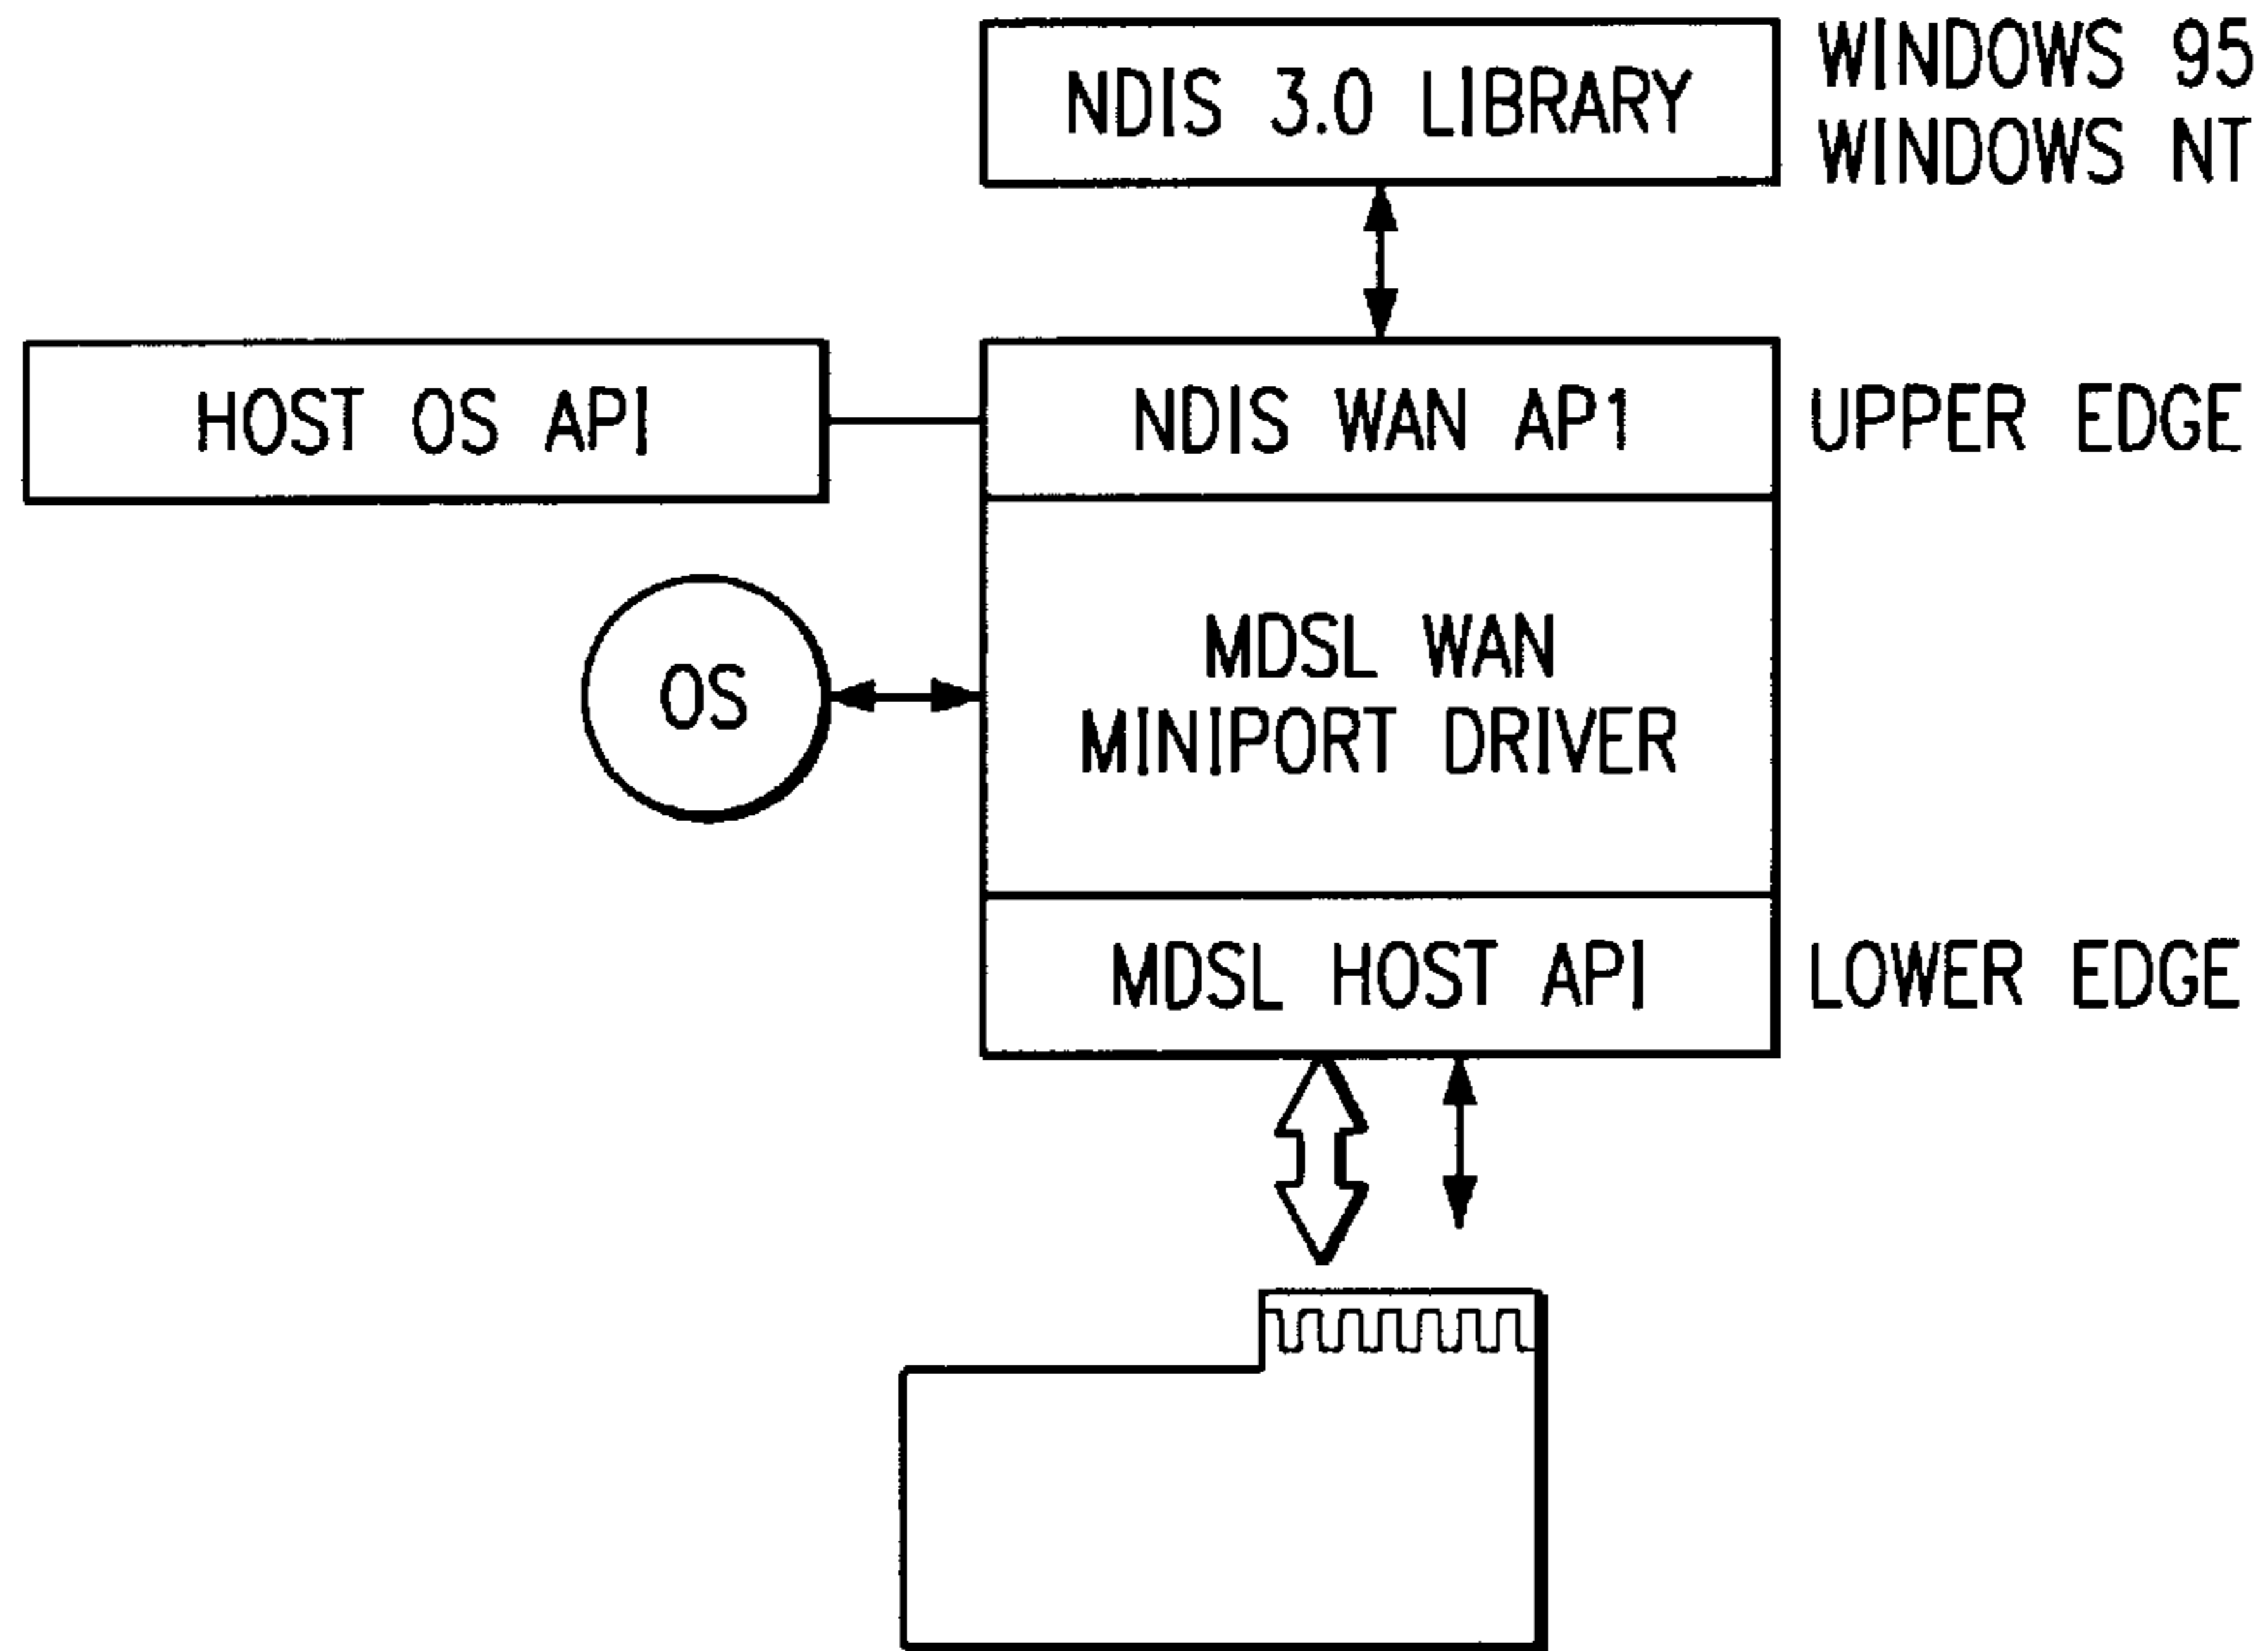 NDIS 3.0 LIBRARY
WINDOWS 95
WINDOWS NT
HOST OS API
NDIS WAN AP1
UPPER EDGE
OS
MDSL WAN
MINIPORT DRIVER
MDSL HOST API
LOWER EDGE